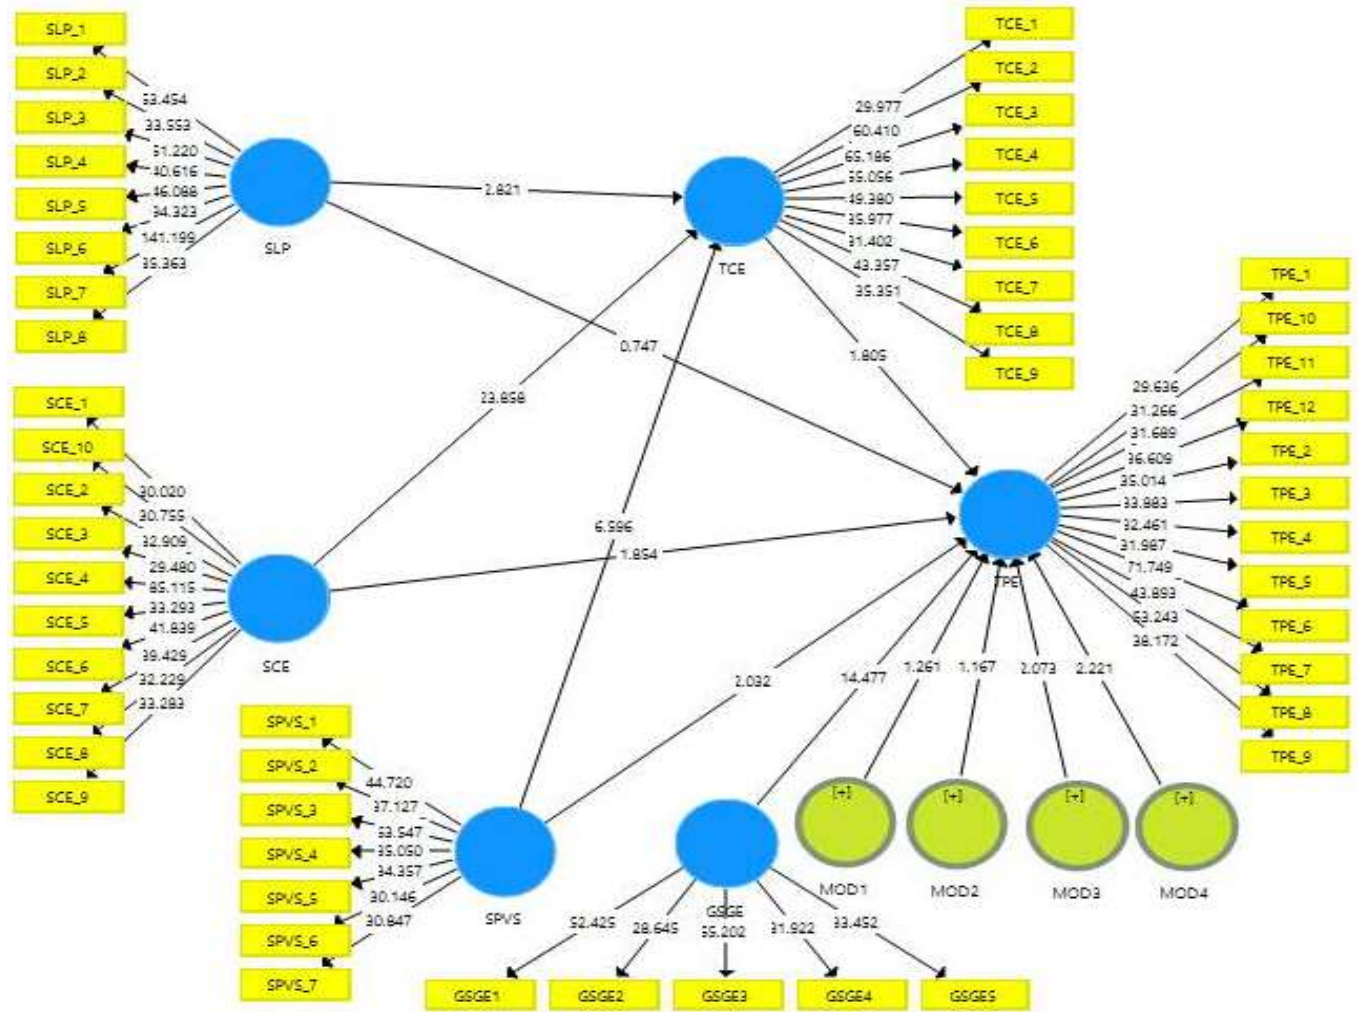 SLP_1
SLP_2
SLP_3
SLP_4
SLP_5
SLP_6
SLP_7
SLP_8
33.553
51.220
40.616
46.088
34.323
141.199
35.363
SLP
2.821
0.747
TCE_1
TCE_2
TCE_3
TCE_4
TCE_5
TCE_6
TCE_7
TCE_8
TCE_9
29.977
60.410
65.186
49.380
35.977
31.402
43.357
35.351
TCE
1.805
23.858
6.596
1.854
SCE_1
SCE_10
SCE_2
SCE_3
SCE_4
SCE_5
SCE_6
SCE_7
SCE_8
SCE_9
30.020
30.755
32.909
29.480
33.293
41.839
39.429
32.229
33.283
SCE
TPE_1
TPE_10
TPE_11
TPE_12
TPE_2
TPE_3
TPE_4
TPE_5
TPE_6
TPE_7
TPE_8
TPE_9
29.636
31.266
31.689
36.609
35.014
33.883
32.461
31.987
71.749
43.893
53.243
38.172
TPE
2.032
14.477
1.261
1.167
2.073
2.221
SPVS_1
SPVS_2
SPVS_3
SPVS_4
SPVS_5
SPVS_6
SPVS_7
44.720
37.127
53.547
35.050
34.357
30.146
30.847
SPVS
GSGE
52.425
28.645
31.922
33.452
GSGE1
GSGE2
GSGE3
GSGE4
GSGE5
[+]
[+]
[+]
[+]
MOD1
MOD2
MOD3
MOD4